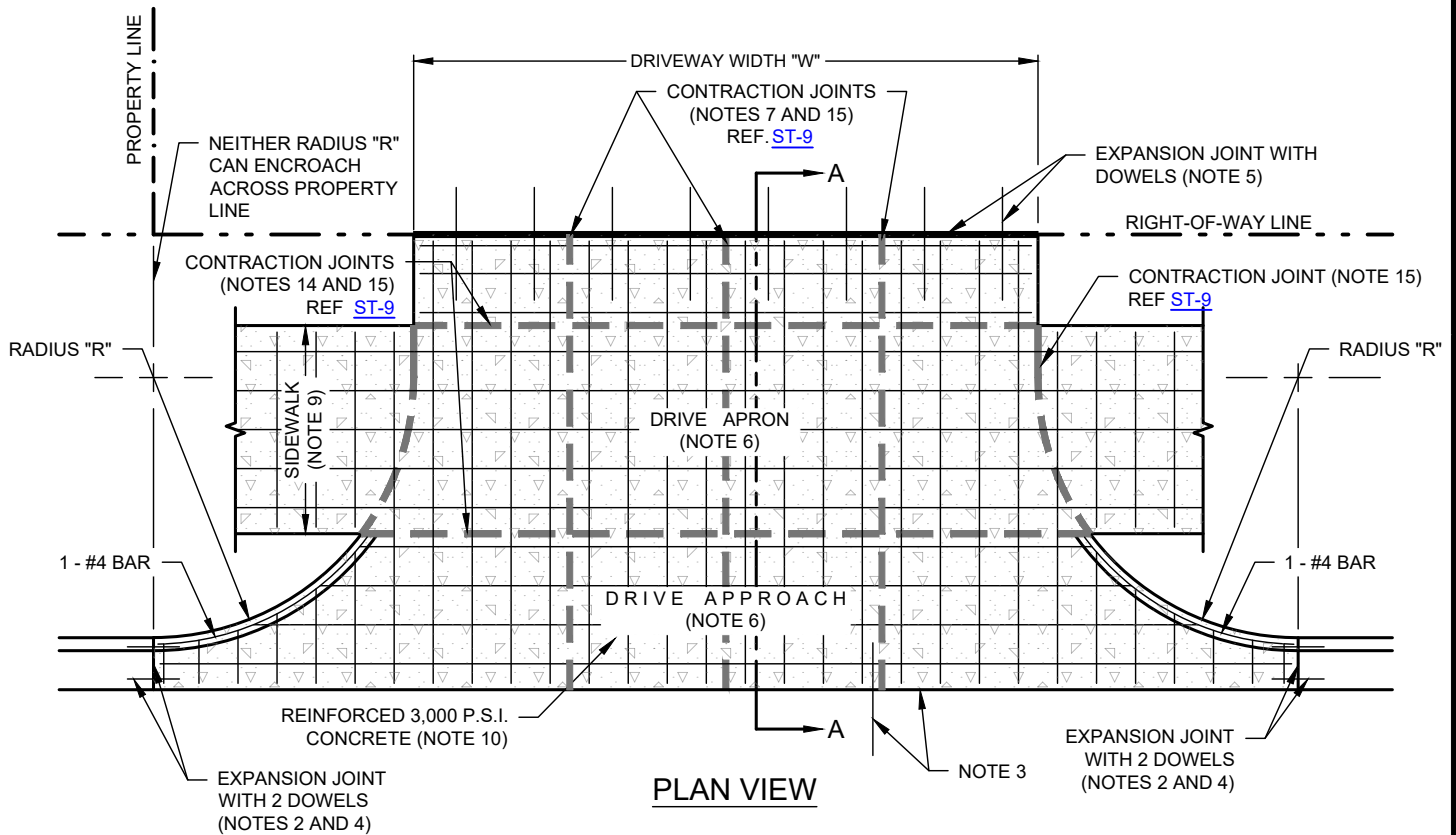 PROPERTY LINE
DRIVEWAY WIDTH "W"
CONTRACTION JOINTS
(NOTES 7 AND 15)
REF. ST-9
NEITHER RADIUS "R"
CAN ENCROACH
ACROSS PROPERTY
LINE
A
EXPANSION JOINT WITH
DOWELS (NOTE 5)
RIGHT-OF-WAY LINE
CONTRACTION JOINTS
(NOTES 14 AND 15)
REF ST-9
CONTRACTION JOINT (NOTE 15)
REF ST-9
RADIUS "R"
RADIUS "R"
SIDEWALK
(NOTE 9)
DRIVE APRON
(NOTE 6)
1 - #4 BAR
1 - #4 BAR
DRIVE APPROACH
(NOTE 6)
REINFORCED 3,000 P.S.I.
CONCRETE (NOTE 10)
A
EXPANSION JOINT
WITH 2 DOWELS
(NOTES 2 AND 4)
NOTE 3
EXPANSION JOINT
WITH 2 DOWELS
(NOTES 2 AND 4)
PLAN VIEW